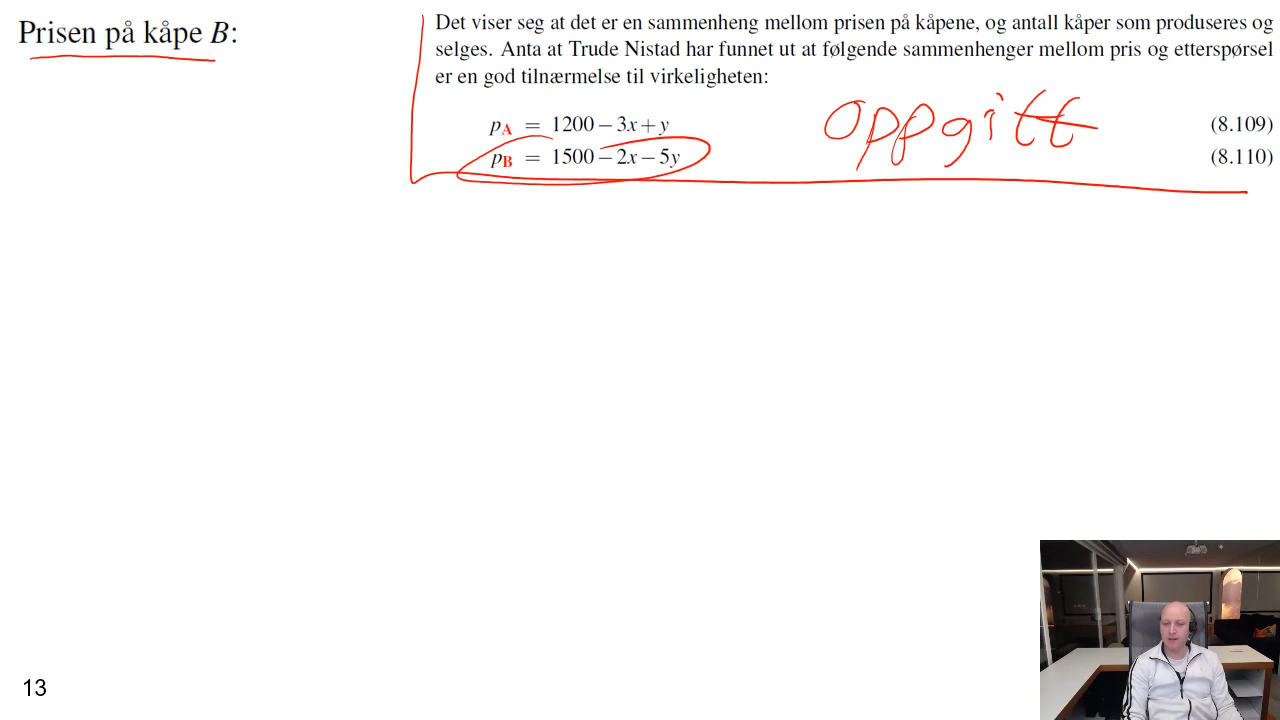 Prisen på kåpe B:
Det viser seg at det er en sammenheng mellom prisen på kåpene, og antall kåper som produseres og
selges. Anta at Trude Nistad har funnet ut at følgende sammenhenger mellom pris og etterspørsel
er en god tilnærmelse til virkeligheten:
pA = 1200 − 3x + y (8.109)
pB = 1500 − 2x − 5y (8.110)
oppgitt
13